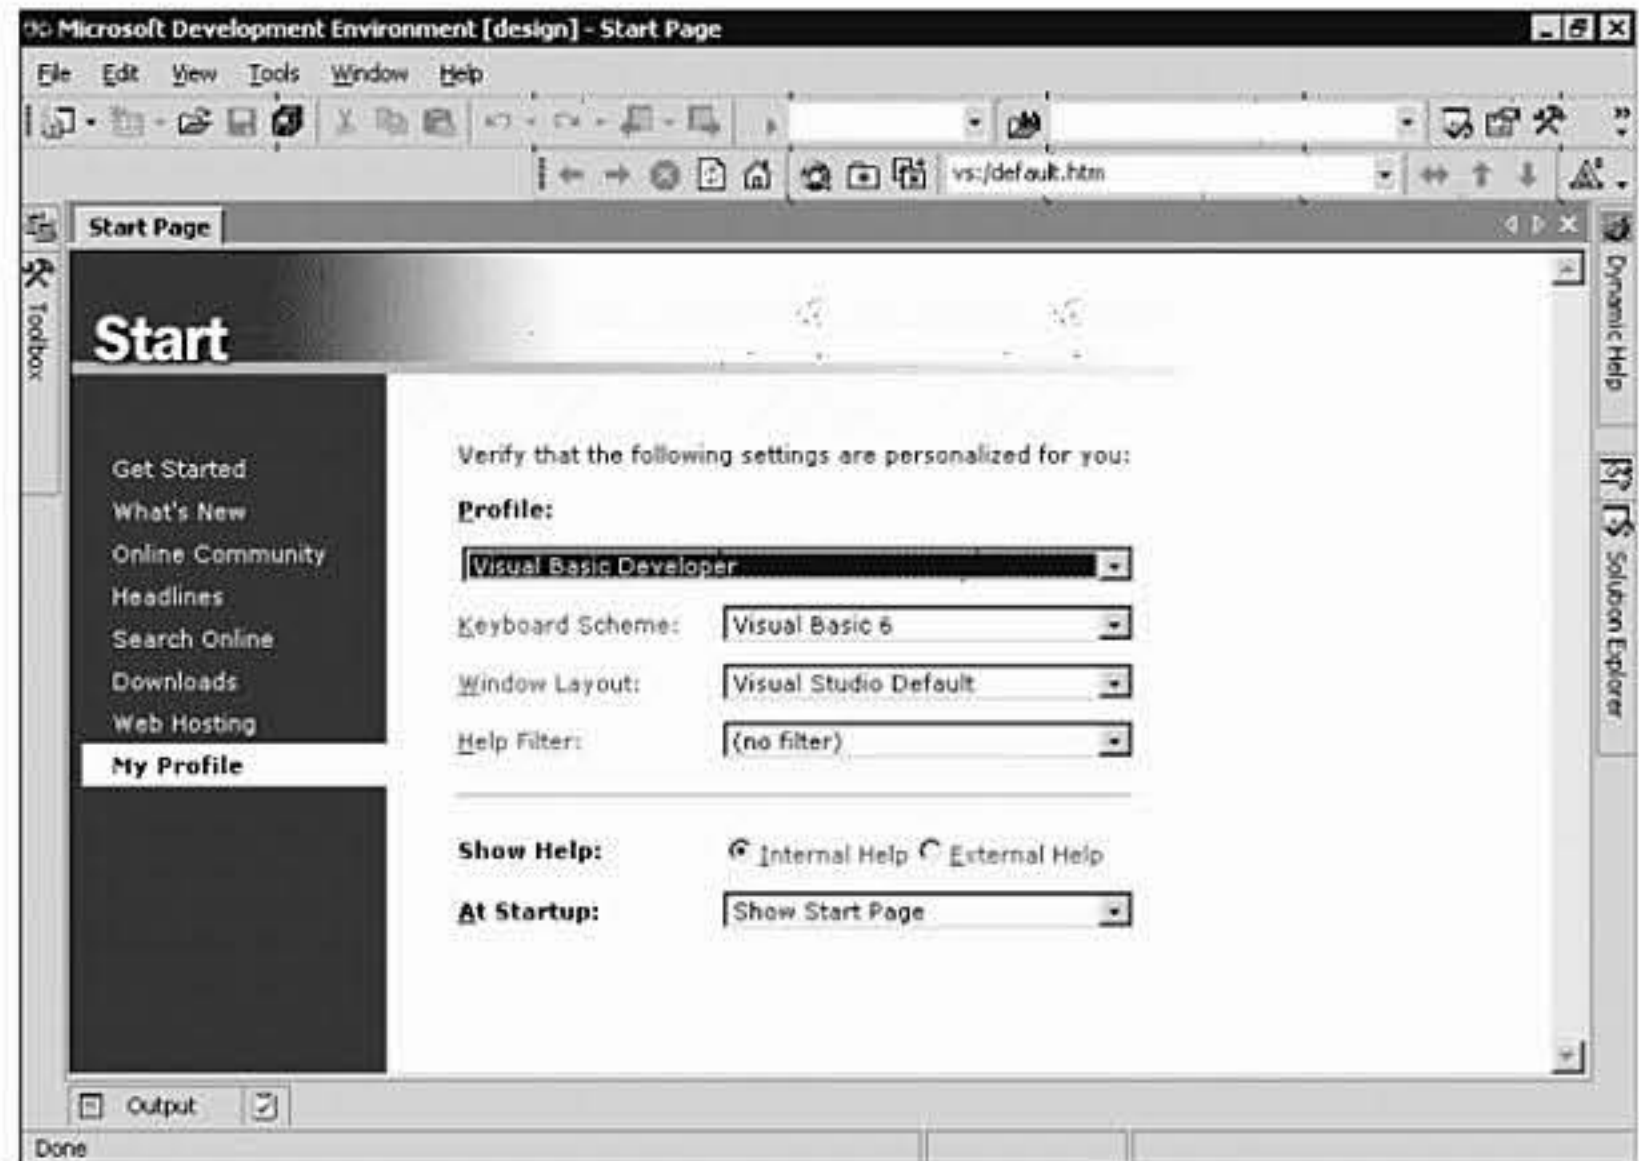 Microsoft Development Environment [design] - Start Page
File Edit View Tools Window Help
vs:/default.htm
Start Page
Toolbox
Start
Get Started
What's New
Online Community
Headlines
Search Online
Downloads
Web Hosting
My Profile
Verify that the following settings are personalized for you:
Profile:
Visual Basic Developer
Keyboard Scheme: Visual Basic 6
Window Layout: Visual Studio Default
Help Filter: (no filter)
Show Help: Internal Help External Help
At Startup: Show Start Page
Dynamic Help
Solution Explorer
Output
Done